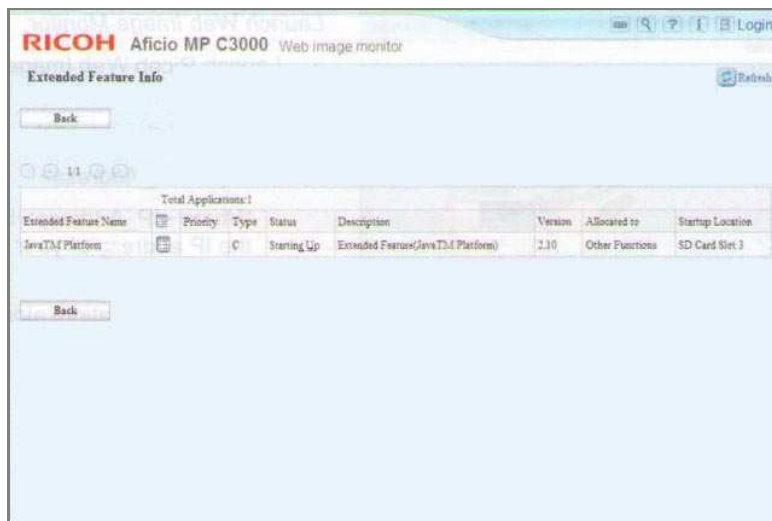 Login
RICOH Aficio MP C3000 Web image monitor
Extended Feature Info
Refresh
Back
1/1
Total Applications:1
Extended Feature Name Priority Type Status Description Version Allocated to Startup Location
JavaTM Platform C Starting Up Extended Feature(JavaTM Platform) 2.10 Other Functions SD Card Slot 3
Back